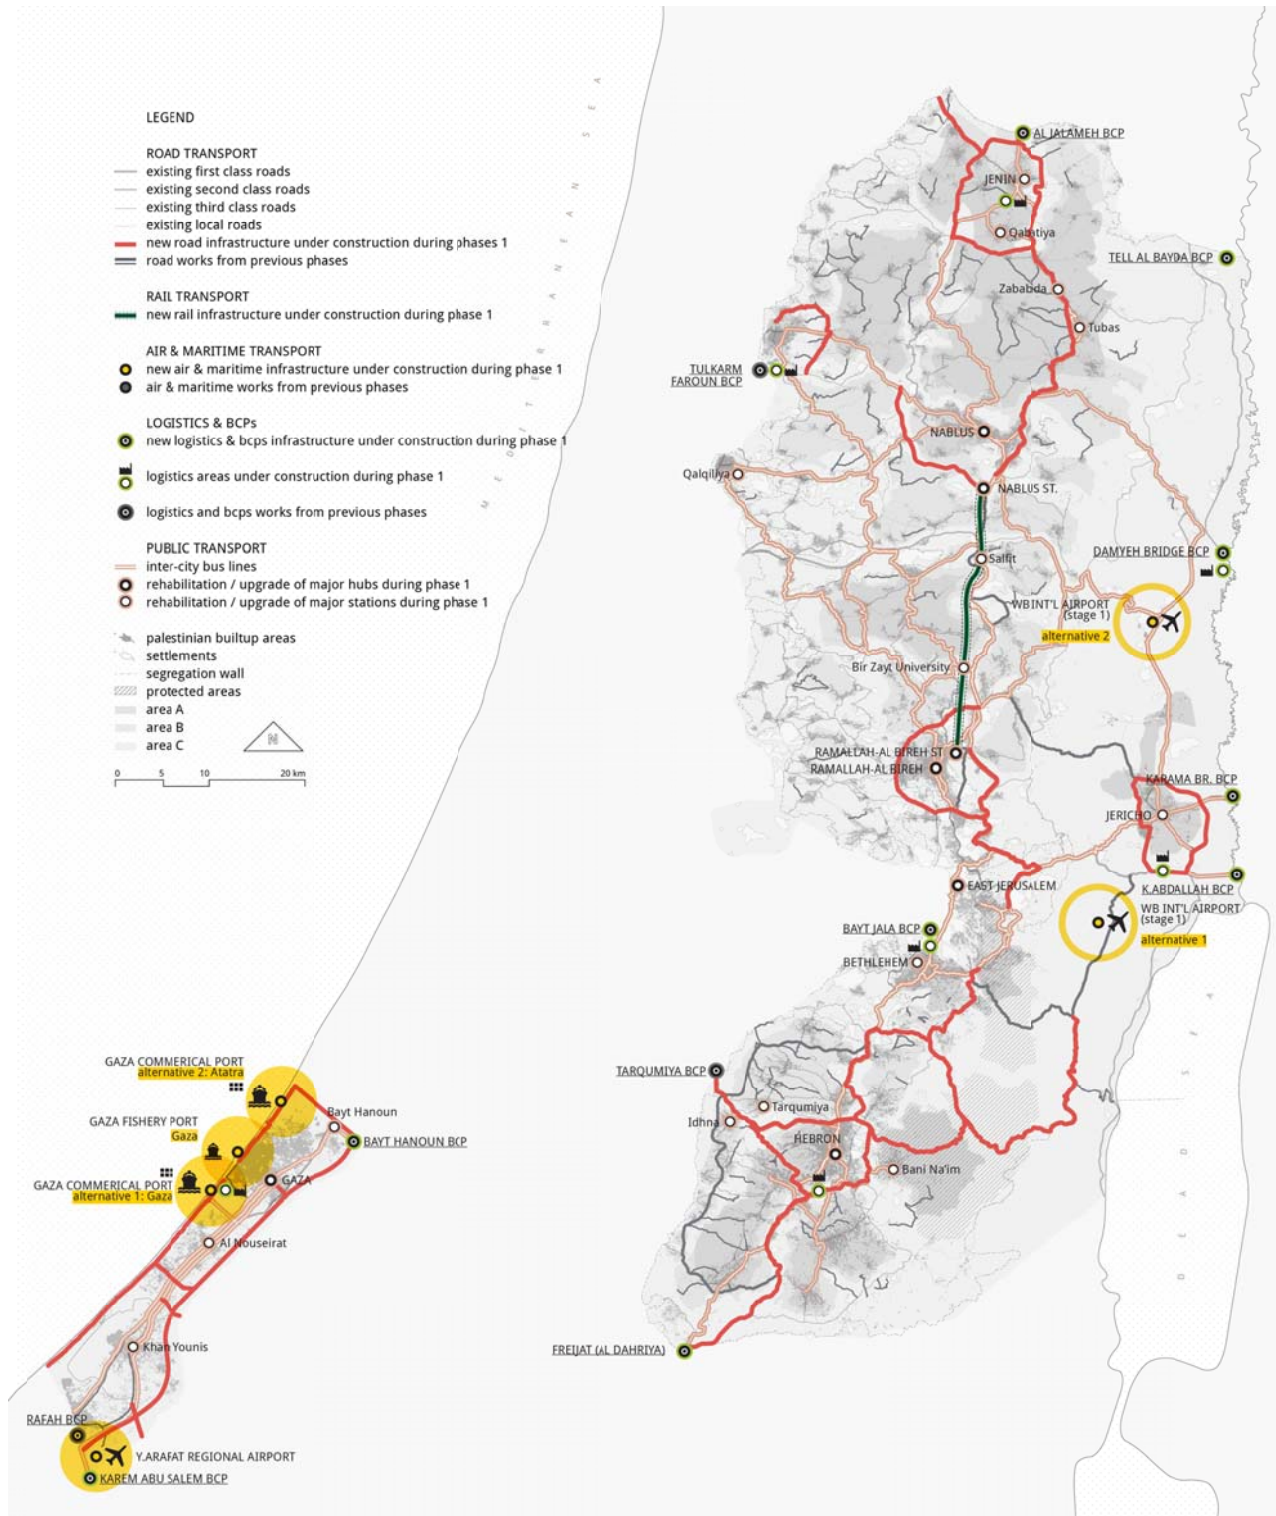 LEGEND
ROAD TRANSPORT
existing first class roads
existing second class roads
existing third class roads
existing local roads
new road infrastructure under construction during phases 1
road works from previous phases
RAIL TRANSPORT
new rail infrastructure under construction during phase 1
AIR & MARITIME TRANSPORT
new air & maritime infrastructure under construction during phase 1
air & maritime works from previous phases
LOGISTICS & BCPs
new logistics & bcps infrastructure under construction during phase 1
logistics areas under construction during phase 1
logistics and bcps works from previous phases
PUBLIC TRANSPORT
inter-city bus lines
rehabilitation / upgrade of major hubs during phase 1
rehabilitation / upgrade of major stations during phase 1
palestinian builtup areas
settlements
segregation wall
protected areas
area A
area B
area C
N
0 5 10 20 km
MEDITERRANEAN SEA
AL JALAMEH BCP
JENIN
Qabatiya
TELL AL BAYDA BCP
Zababda
Tubas
TULKARM
FAROUN BCP
NABLUS
Qalqiliya
NABLUS ST.
DAMYEH BRIDGE BCP
Salfit
WB INT'L AIRPORT
(stage 1)
alternative 2
Bir Zayt University
RAMALLAH-AL BIREH ST
RAMALLAH-AL BIREH
KARAMA BR. BCP
JERICHO
EAST JERUSALEM
K.ABDALLAH BCP
WB INT'L AIRPORT
(stage 1)
alternative 1
BAYT JALA BCP
BETHLEHEM
DEAD SEA
TARQUMIYA BCP
Tarqumiya
Idhna
HEBRON
Bani Na'im
FREIJAT (AL DAHRIYA)
GAZA COMMERICAL PORT
alternative 2: Atatra
Bayt Hanoun
GAZA FISHERY PORT
Gaza
BAYT HANOUN BCP
GAZA COMMERICAL PORT
alternative 1: Gaza
GAZA
Al Nouseirat
Khan Younis
RAFAH BCP
Y.ARAFAT REGIONAL AIRPORT
KAREM ABU SALEM BCP